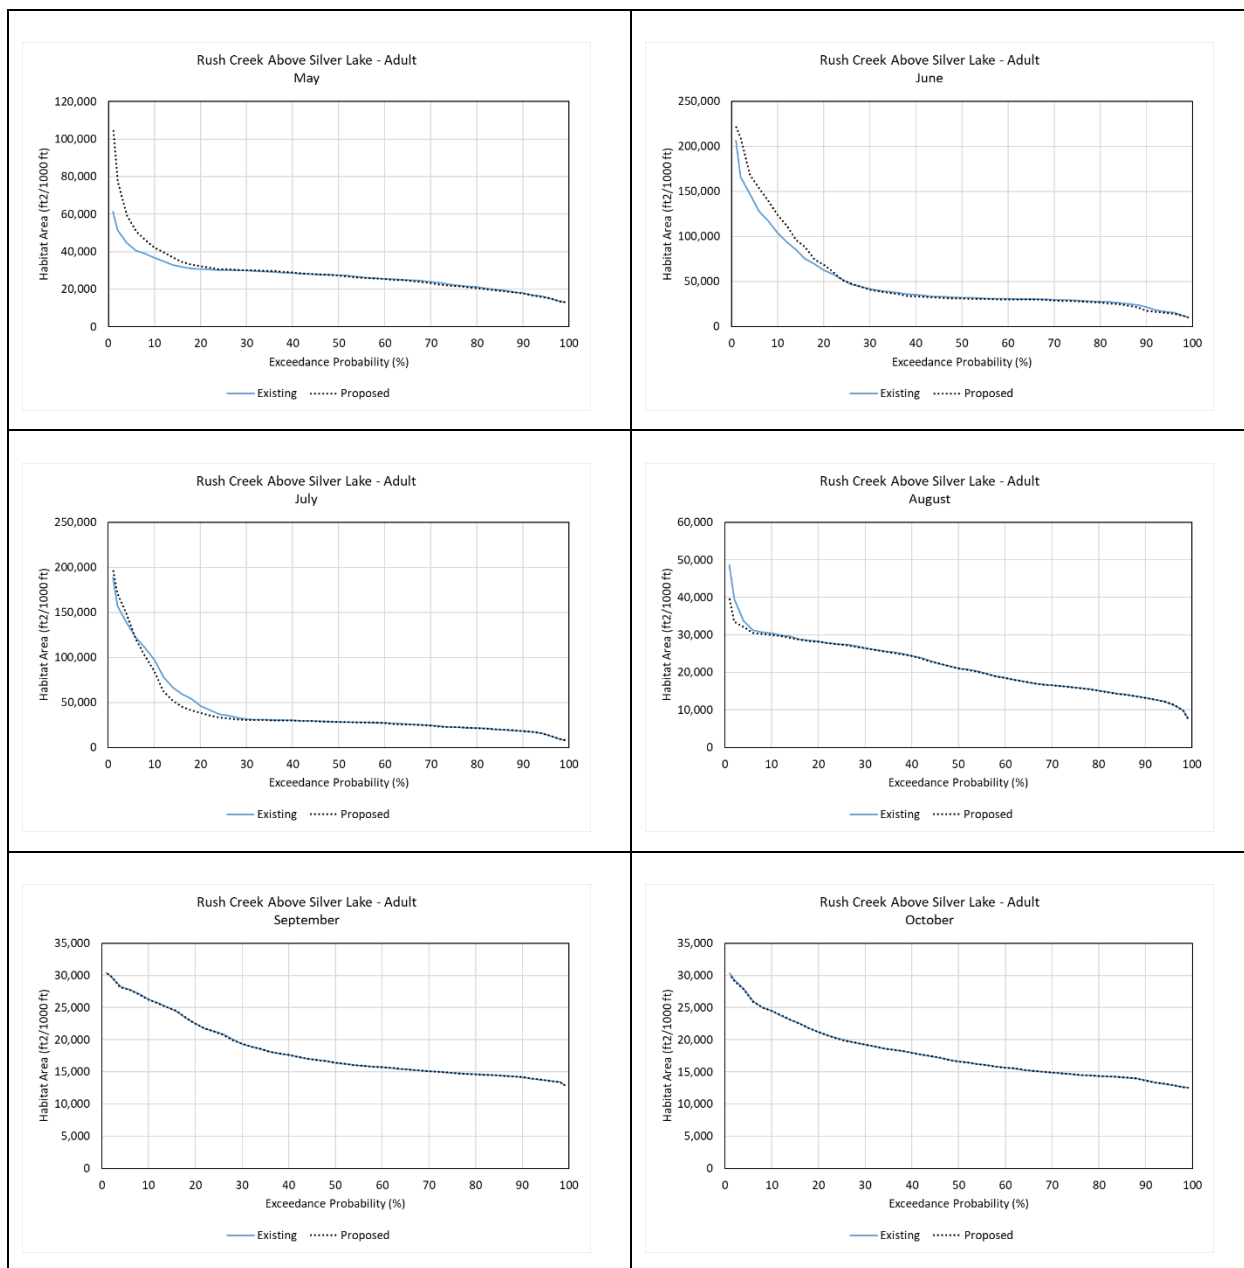 Rush Creek Above Silver Lake - Adult
May
120,000
100,000
80,000
60,000
40,000
20,000
0
Habitat Area (ft2/1000 ft)
0 10 20 30 40 50 60 70 80 90 100
Exceedance Probability (%)
Existing Proposed
Rush Creek Above Silver Lake - Adult
June
250,000
200,000
150,000
100,000
50,000
0
Habitat Area (ft2/1000 ft)
0 10 20 30 40 50 60 70 80 90 100
Exceedance Probability (%)
Existing Proposed
Rush Creek Above Silver Lake - Adult
July
250,000
200,000
150,000
100,000
50,000
0
Habitat Area (ft2/1000 ft)
0 10 20 30 40 50 60 70 80 90 100
Exceedance Probability (%)
Existing Proposed
Rush Creek Above Silver Lake - Adult
August
60,000
50,000
40,000
30,000
20,000
10,000
0
Habitat Area (ft2/1000 ft)
0 10 20 30 40 50 60 70 80 90 100
Exceedance Probability (%)
Existing Proposed
Rush Creek Above Silver Lake - Adult
September
35,000
30,000
25,000
20,000
15,000
10,000
5,000
0
Habitat Area (ft2/1000 ft)
0 10 20 30 40 50 60 70 80 90 100
Exceedance Probability (%)
Existing Proposed
Rush Creek Above Silver Lake - Adult
October
35,000
30,000
25,000
20,000
15,000
10,000
5,000
0
Habitat Area (ft2/1000 ft)
0 10 20 30 40 50 60 70 80 90 100
Exceedance Probability (%)
Existing Proposed